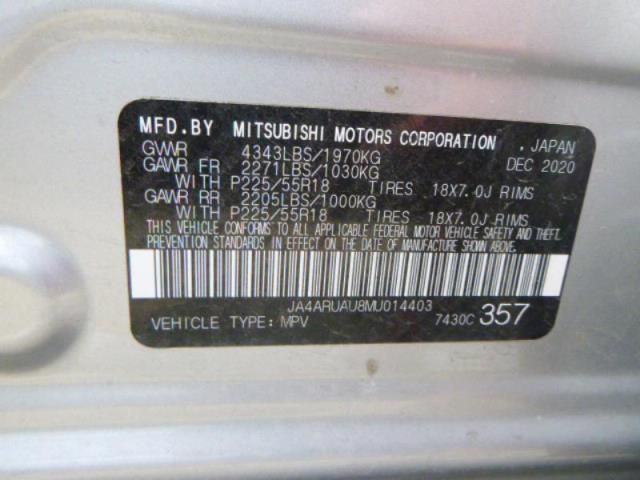 MFD.BY MITSUBISHI MOTORS CORPORATION . JAPAN
GVWR 4343LBS/1970KG DEC 2020
GAWR FR 2271LBS/1030KG
WITH P225/55R18 TIRES 18X7.0J RIMS
GAWR RR 2205LBS/1000KG
WITH P225/55R18 TIRES 18X7.0J RIMS
THIS VEHICLE CONFORMS TO ALL APPLICABLE FEDERAL MOTOR VEHICLE SAFETY AND THEFT
PREVENTION STANDARDS IN EFFECT ON THE DATE OF MANUFACTURE SHOWN ABOVE.
JA4ARUAU8MU014403
VEHICLE TYPE: MPV 7430C 357